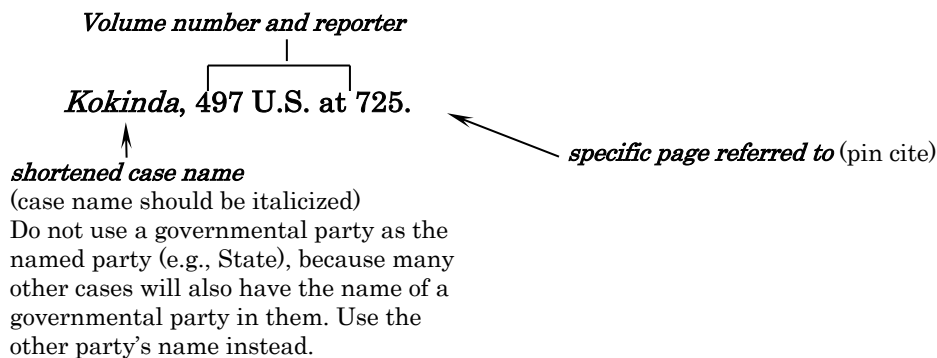 Volume number and reporter
Kokinda, 497 U.S. at 725.
specific page referred to (pin cite)
shortened case name
(case name should be italicized)
Do not use a governmental party as the
named party (e.g., State), because many
other cases will also have the name of a
governmental party in them. Use the
other party’s name instead.